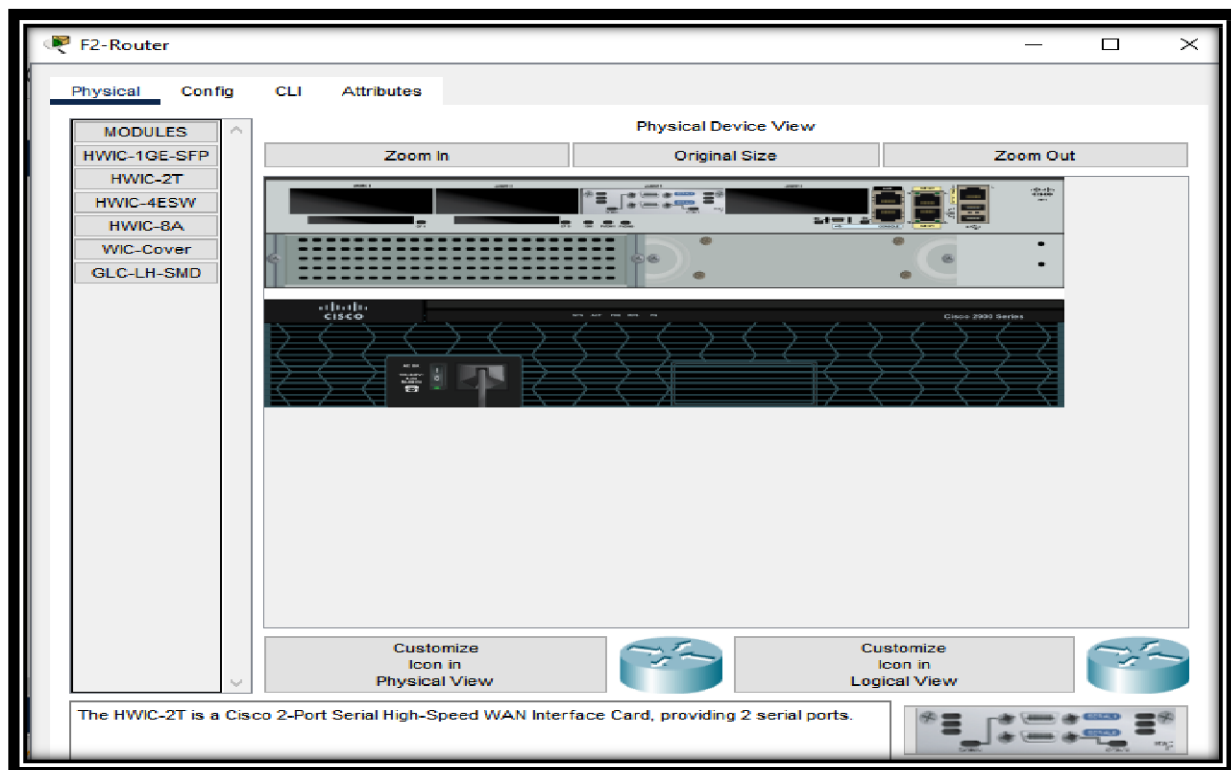 F2-Router
Physical Config CLI Attributes
MODULES
HWIC-1GE-SFP
HWIC-2T
HWIC-4ESW
HWIC-8A
WIC-Cover
GLC-LH-SMD
Physical Device View
Zoom In Original Size Zoom Out
CISCO
Cisco 2900 Series
Customize
Icon in
Physical View
Customize
Icon in
Logical View
The HWIC-2T is a Cisco 2-Port Serial High-Speed WAN Interface Card, providing 2 serial ports.